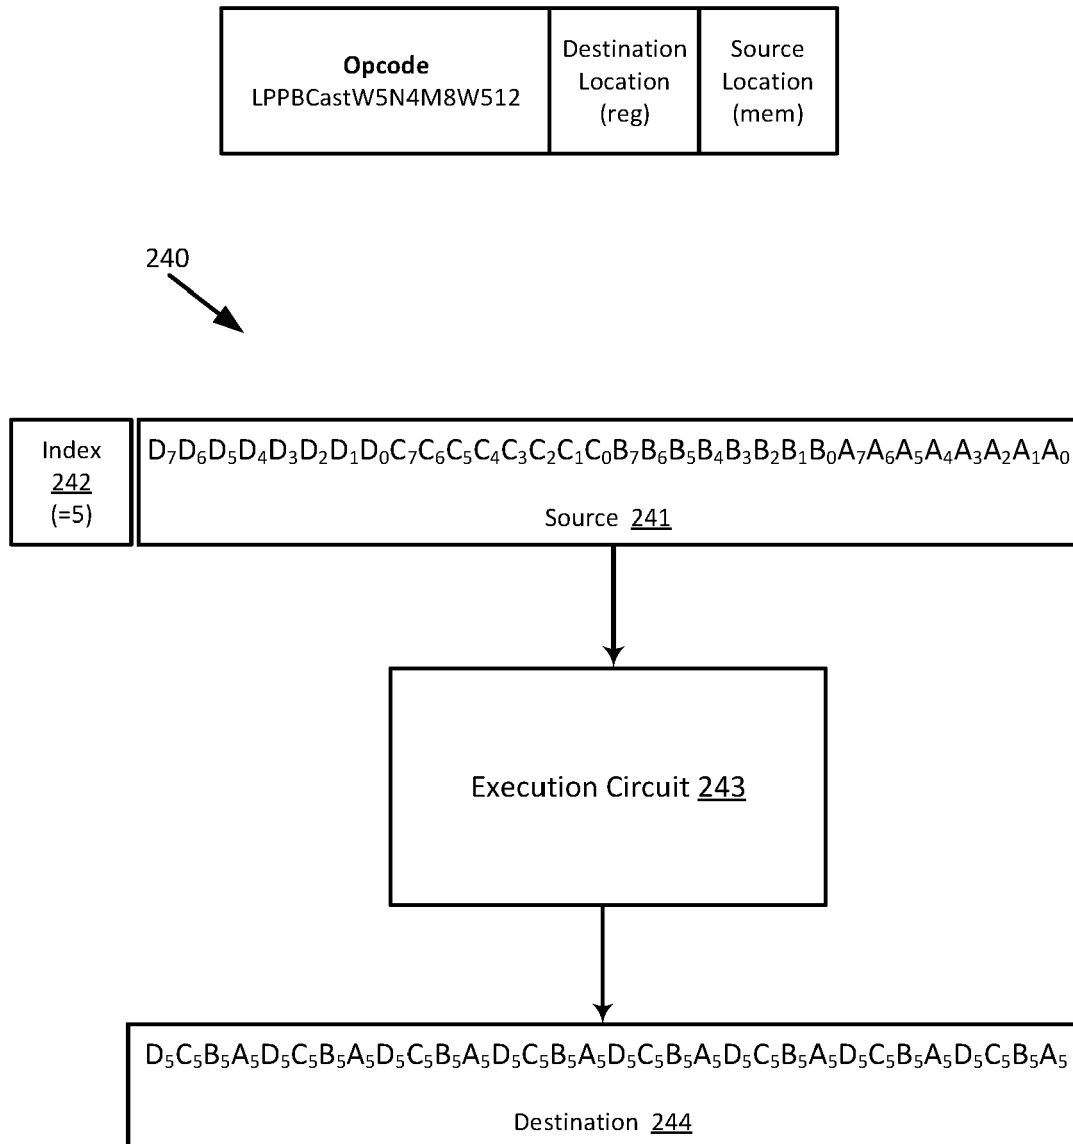 Opcode
LPPBCastW5N4M8W512
Destination
Location
(reg)
Source
Location
(mem)
240
Index
242
(=5)
D₇D₆D₅D₄D₃D₂D₁D₀C₇C₆C₅C₄C₃C₂C₁C₀B₇B₆B₅B₄B₃B₂B₁B₀A₇A₆A₅A₄A₃A₂A₁A₀
Source 241
Execution Circuit 243
D₅C₅B₅A₅D₅C₅B₅A₅D₅C₅B₅A₅D₅C₅B₅A₅D₅C₅B₅A₅D₅C₅B₅A₅D₅C₅B₅A₅D₅C₅B₅A₅
Destination 244